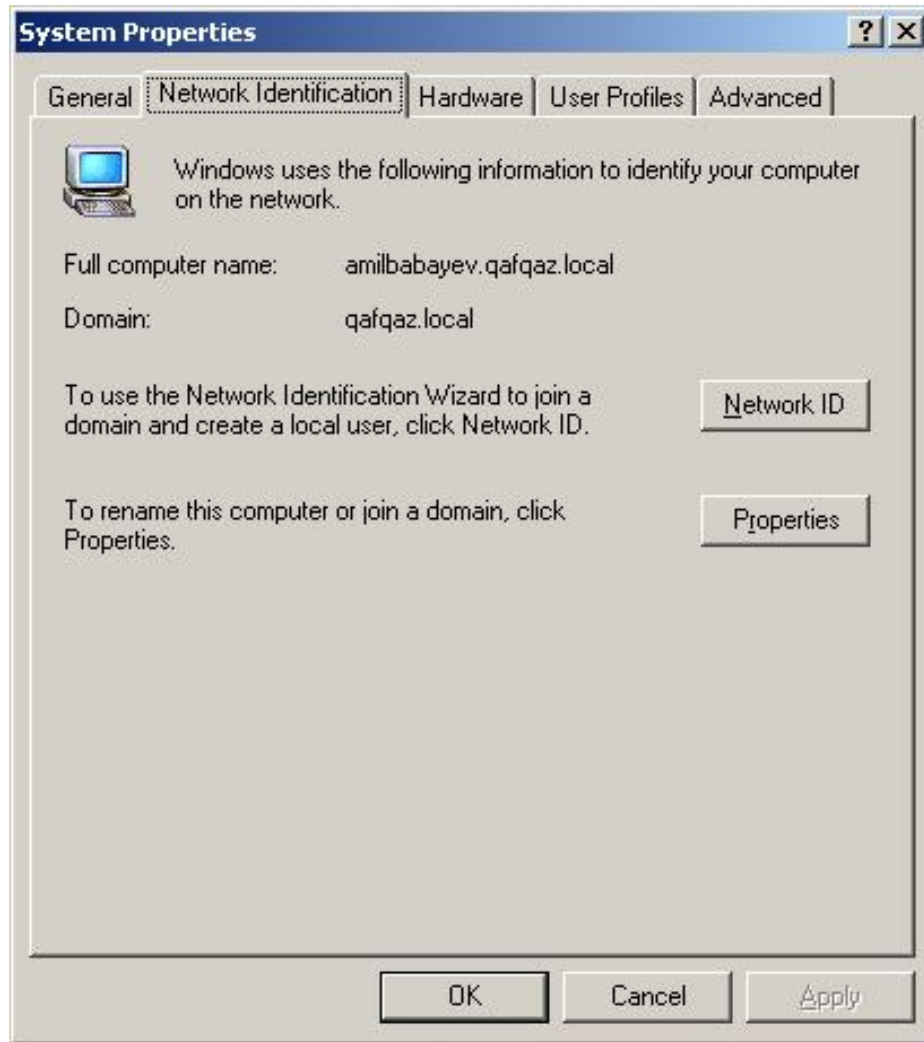 System Properties
General Network Identification Hardware User Profiles Advanced
Windows uses the following information to identify your computer
on the network.
Full computer name: amilbabayev.qafqaz.local
Domain: qafqaz.local
To use the Network Identification Wizard to join a
domain and create a local user, click Network ID.
Network ID
To rename this computer or join a domain, click
Properties.
Properties
OK Cancel Apply